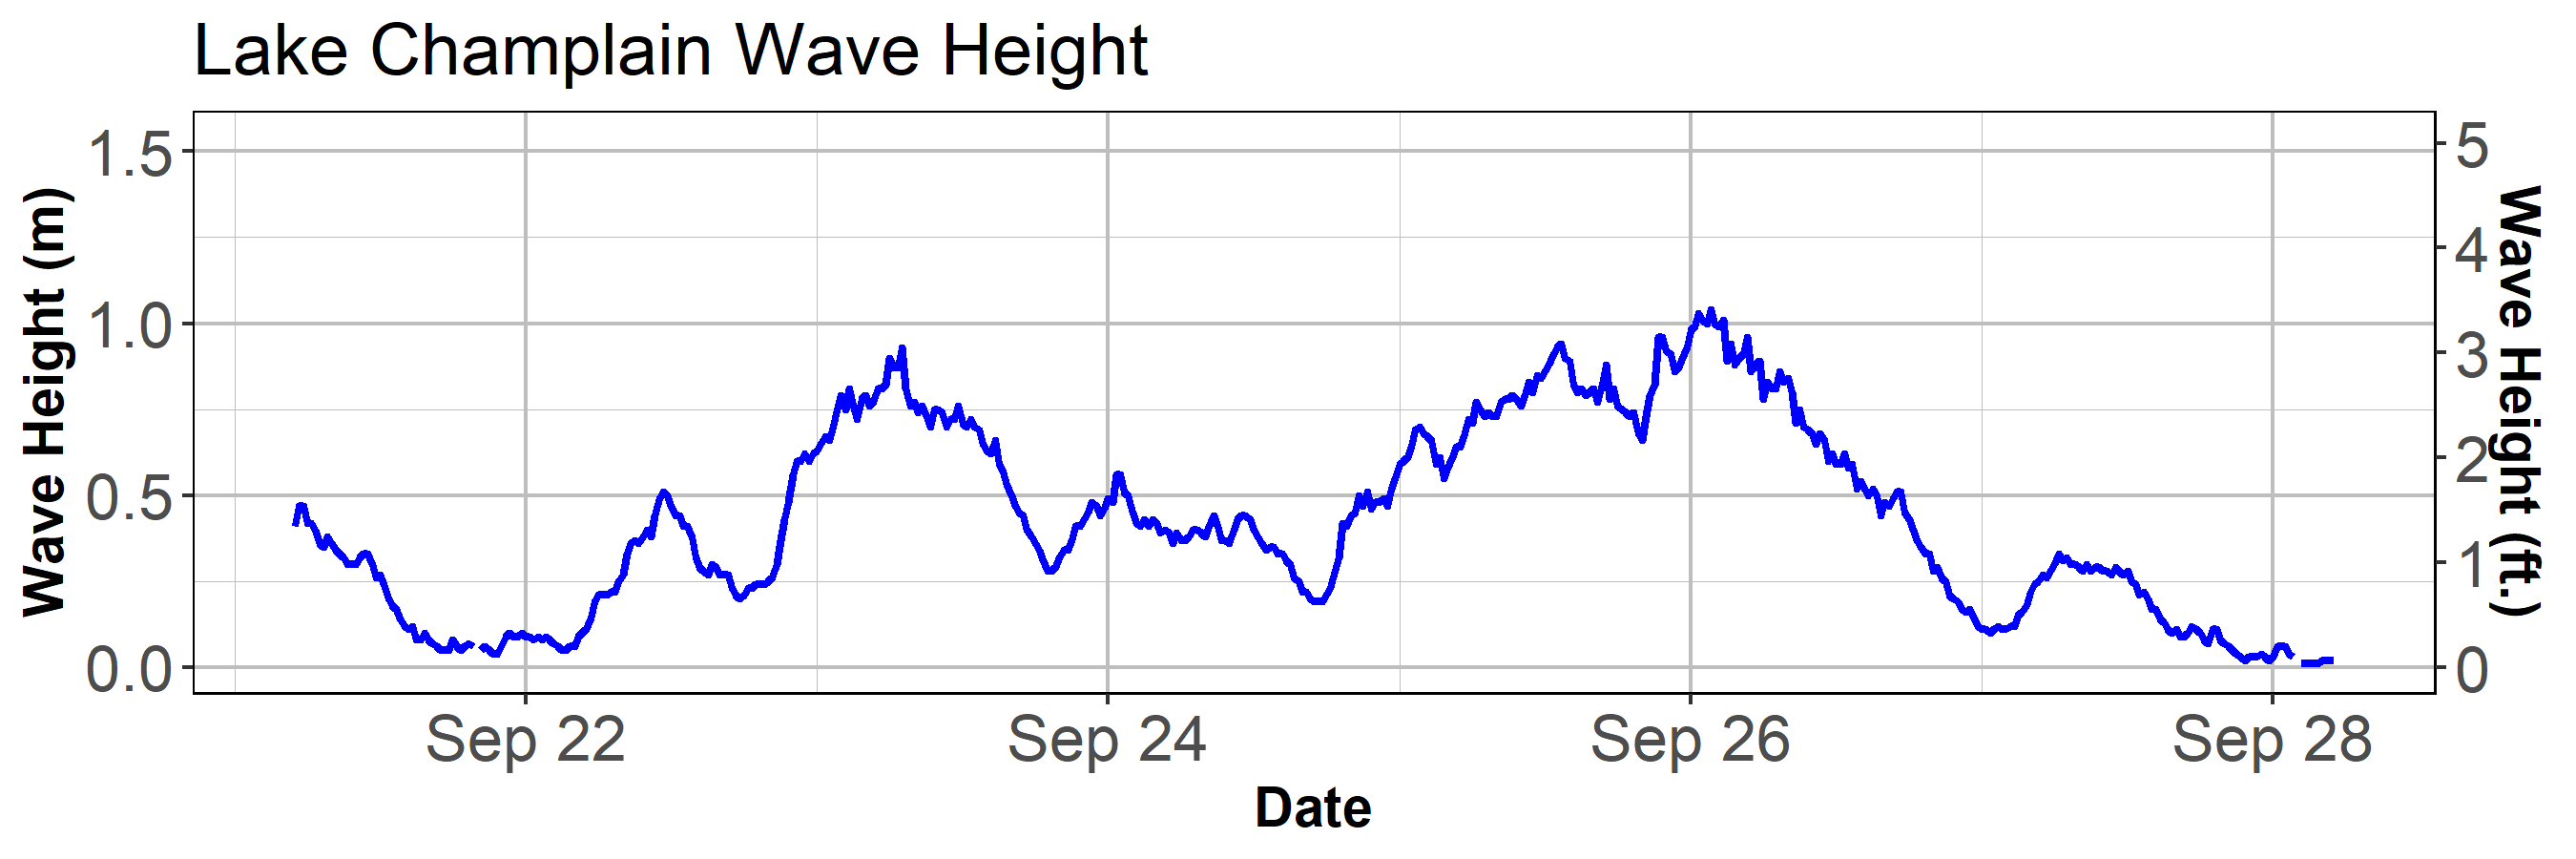 Lake Champlain Wave Height
Wave Height (m)
1.5
1.0
0.5
0.0
5
4
3
2
1
0
Wave Height (ft.)
Sep 22
Sep 24
Sep 26
Sep 28
Date